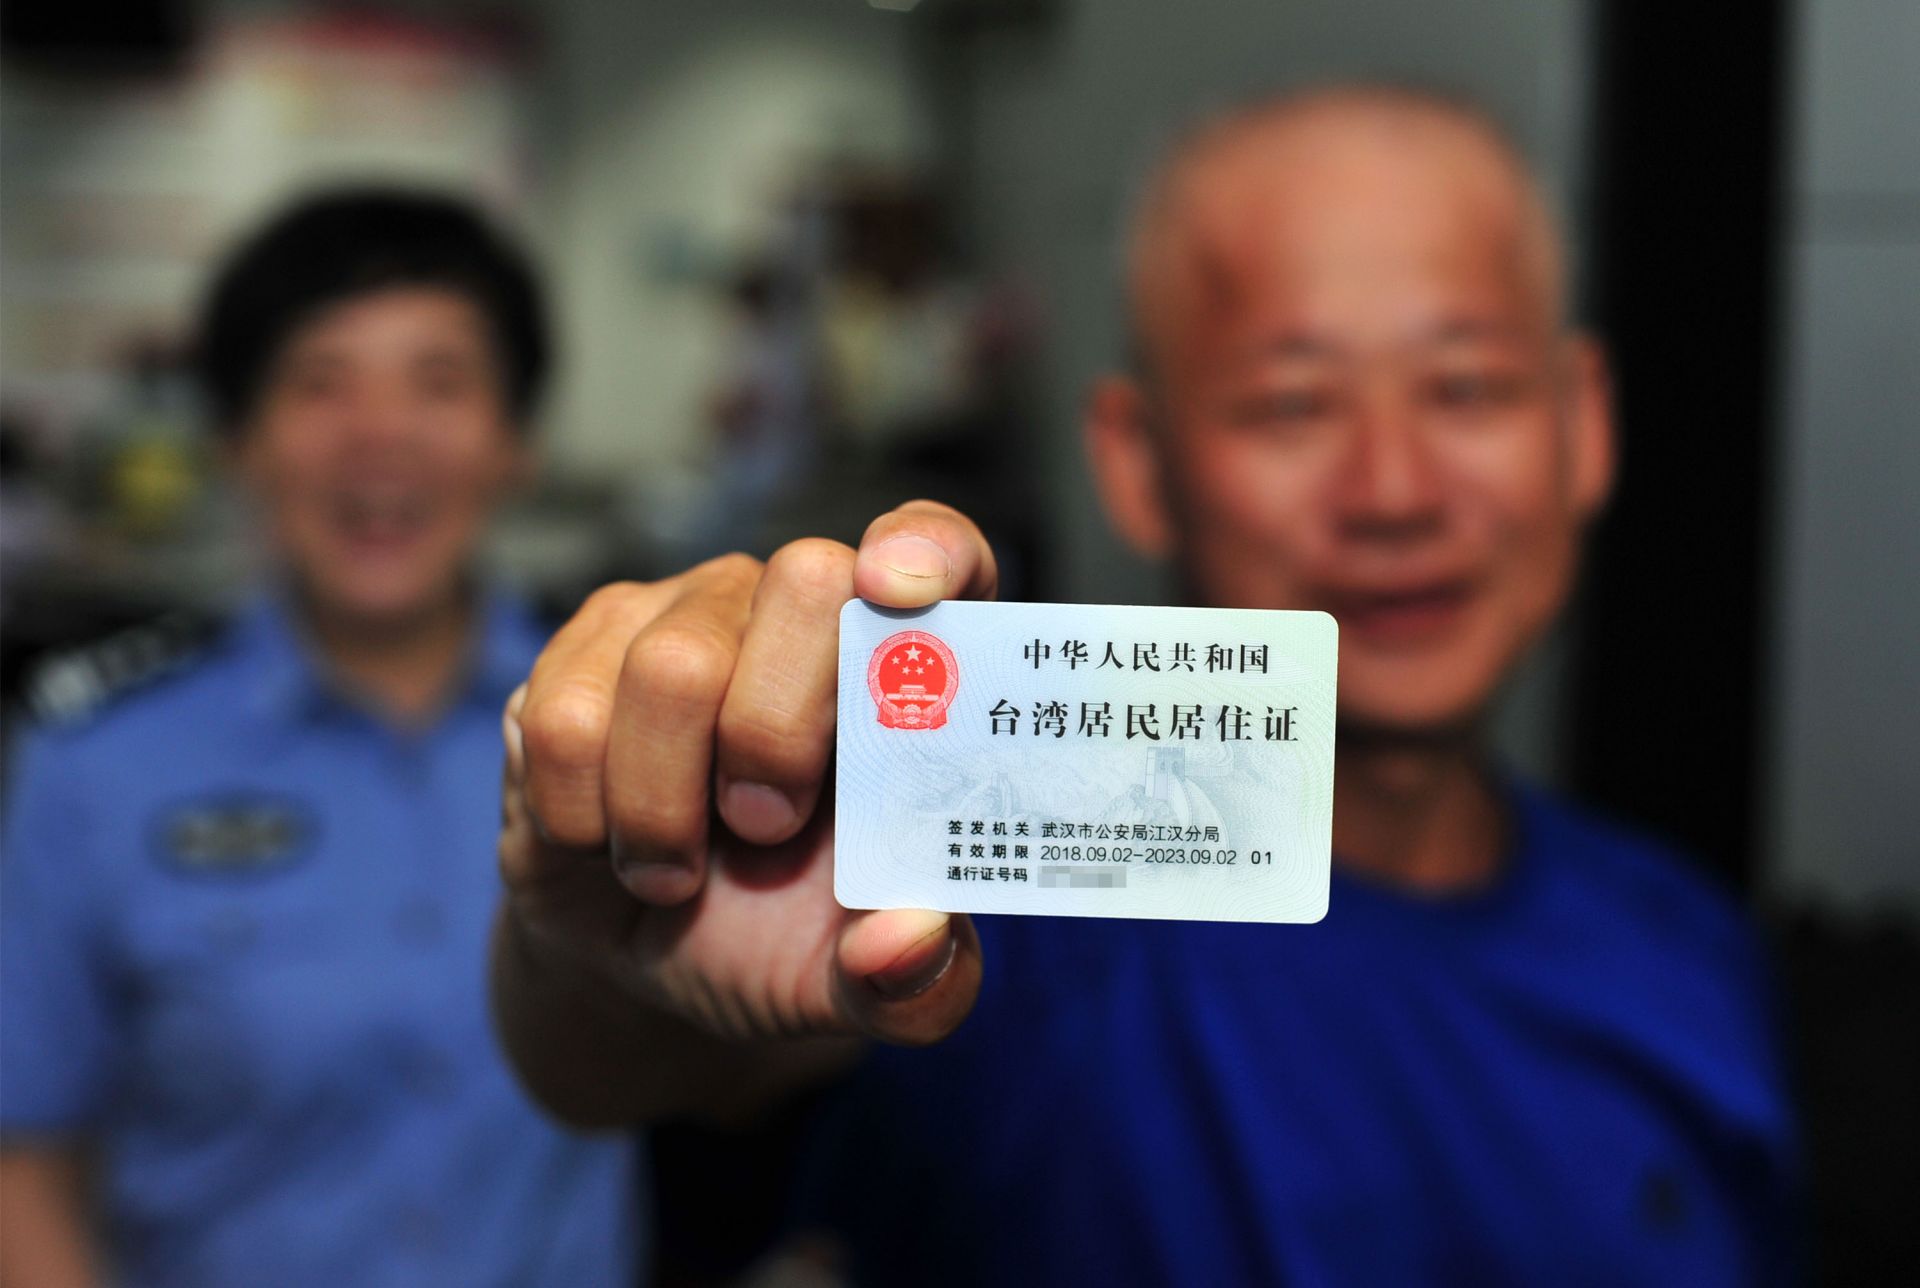 中华人民共和国
台湾居民居住证
签发机关 武汉市公安局江汉分局
有效期限 2018.09.02-2023.09.02 01
通行证号码